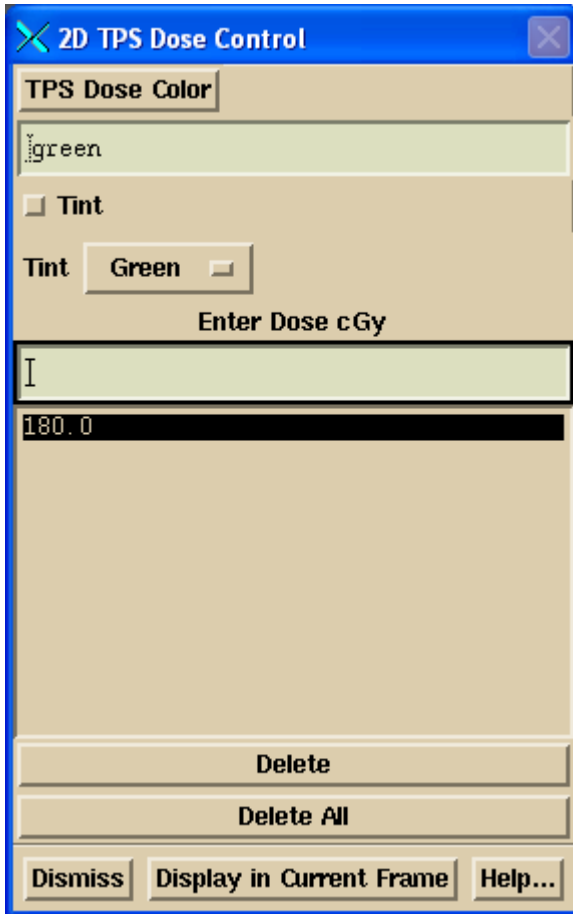 2D TPS Dose Control
TPS Dose Color
green
Tint
Tint Green
Enter Dose cGy
180.0
Delete
Delete All
Dismiss Display in Current Frame Help...